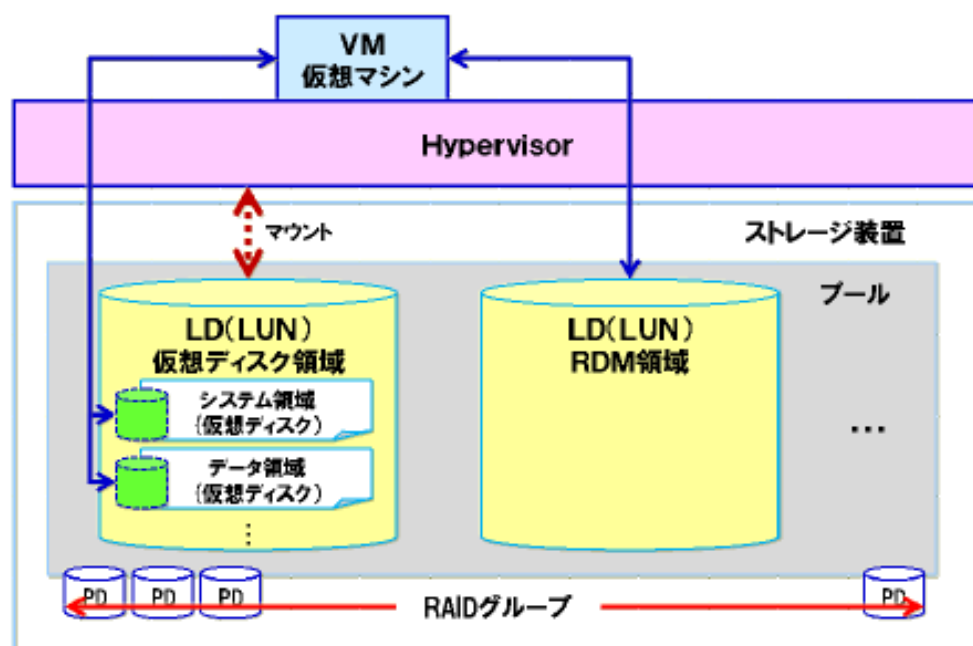 VM
仮想マシン
Hypervisor
マウント
ストレージ装置
プール
LD(LUN)
仮想ディスク領域
システム領域
(仮想ディスク)
データ領域
(仮想ディスク)
⋮
LD(LUN)
RDM領域
...
PD
PD
PD
RAIDグループ
PD